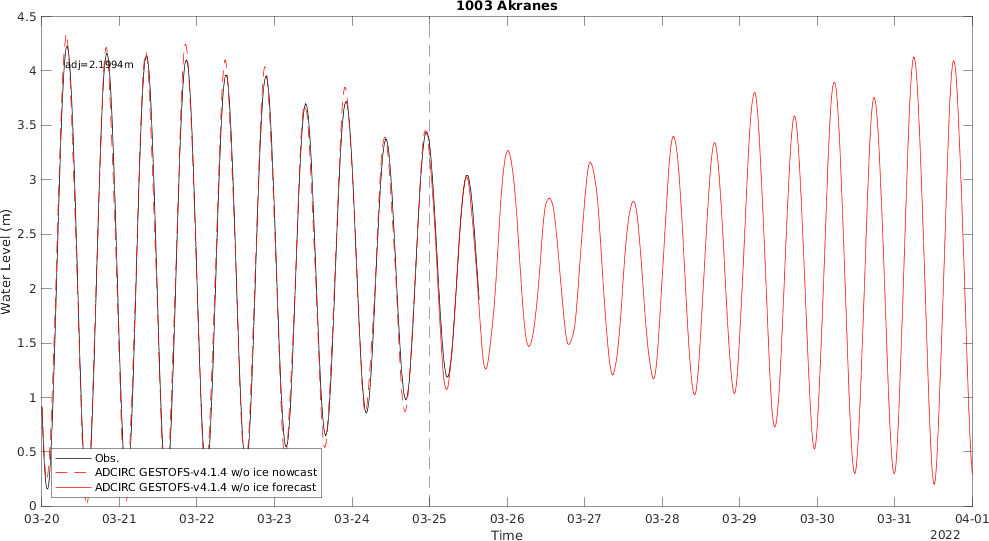 1003 Akranes
4.5
4
3.5
3
2.5
2
1.5
1
0.5
0
Water Level (m)
adj=2.1994m
Obs.
ADCIRC GESTOFS-v4.1.4 w/o ice nowcast
ADCIRC GESTOFS-v4.1.4 w/o ice forecast
03-20 03-21 03-22 03-23 03-24 03-25 03-26 03-27 03-28 03-29 03-30 03-31 04-01
Time
2022